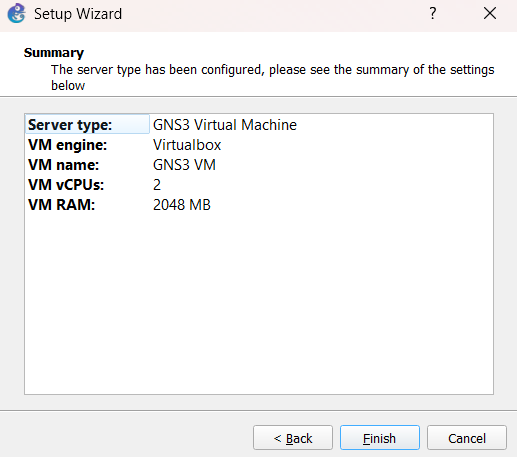 Setup Wizard
?
Summary
The server type has been configured, please see the summary of the settings
below
Server type: GNS3 Virtual Machine
VM engine: Virtualbox
VM name: GNS3 VM
VM vCPUs: 2
VM RAM: 2048 MB
< Back Finish Cancel